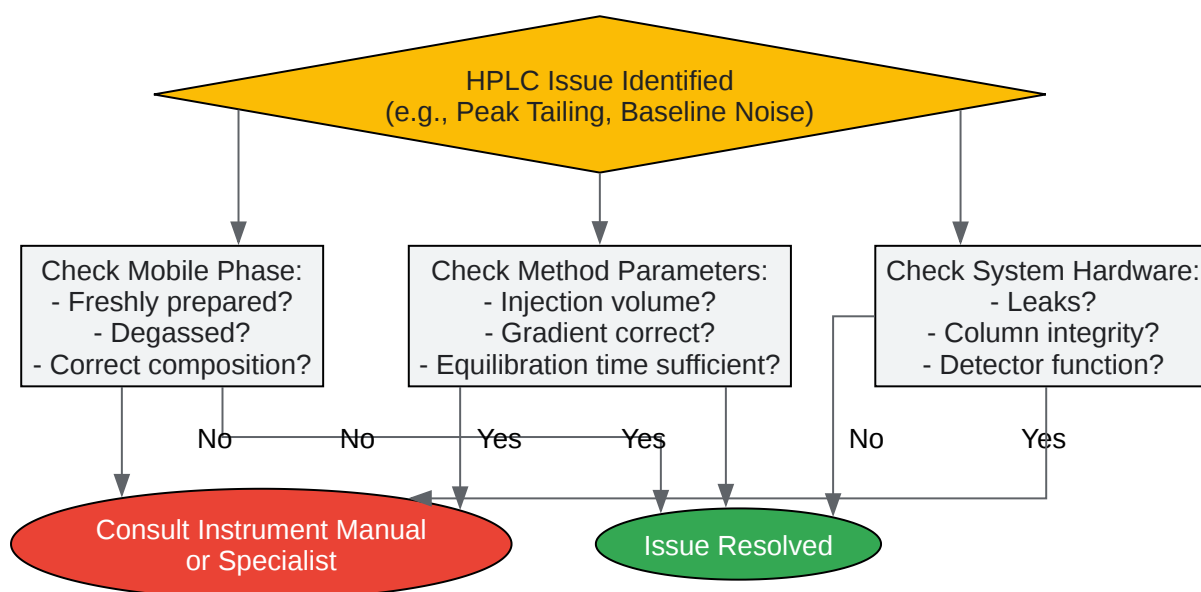 HPLC Issue Identified
(e.g., Peak Tailing, Baseline Noise)
Check Mobile Phase:
- Freshly prepared?
- Degassed?
- Correct composition?
Check Method Parameters:
- Injection volume?
- Gradient correct?
- Equilibration time sufficient?
Check System Hardware:
- Leaks?
- Column integrity?
- Detector function?
No
No
Yes
Yes
No
Yes
Consult Instrument Manual
or Specialist
Issue Resolved